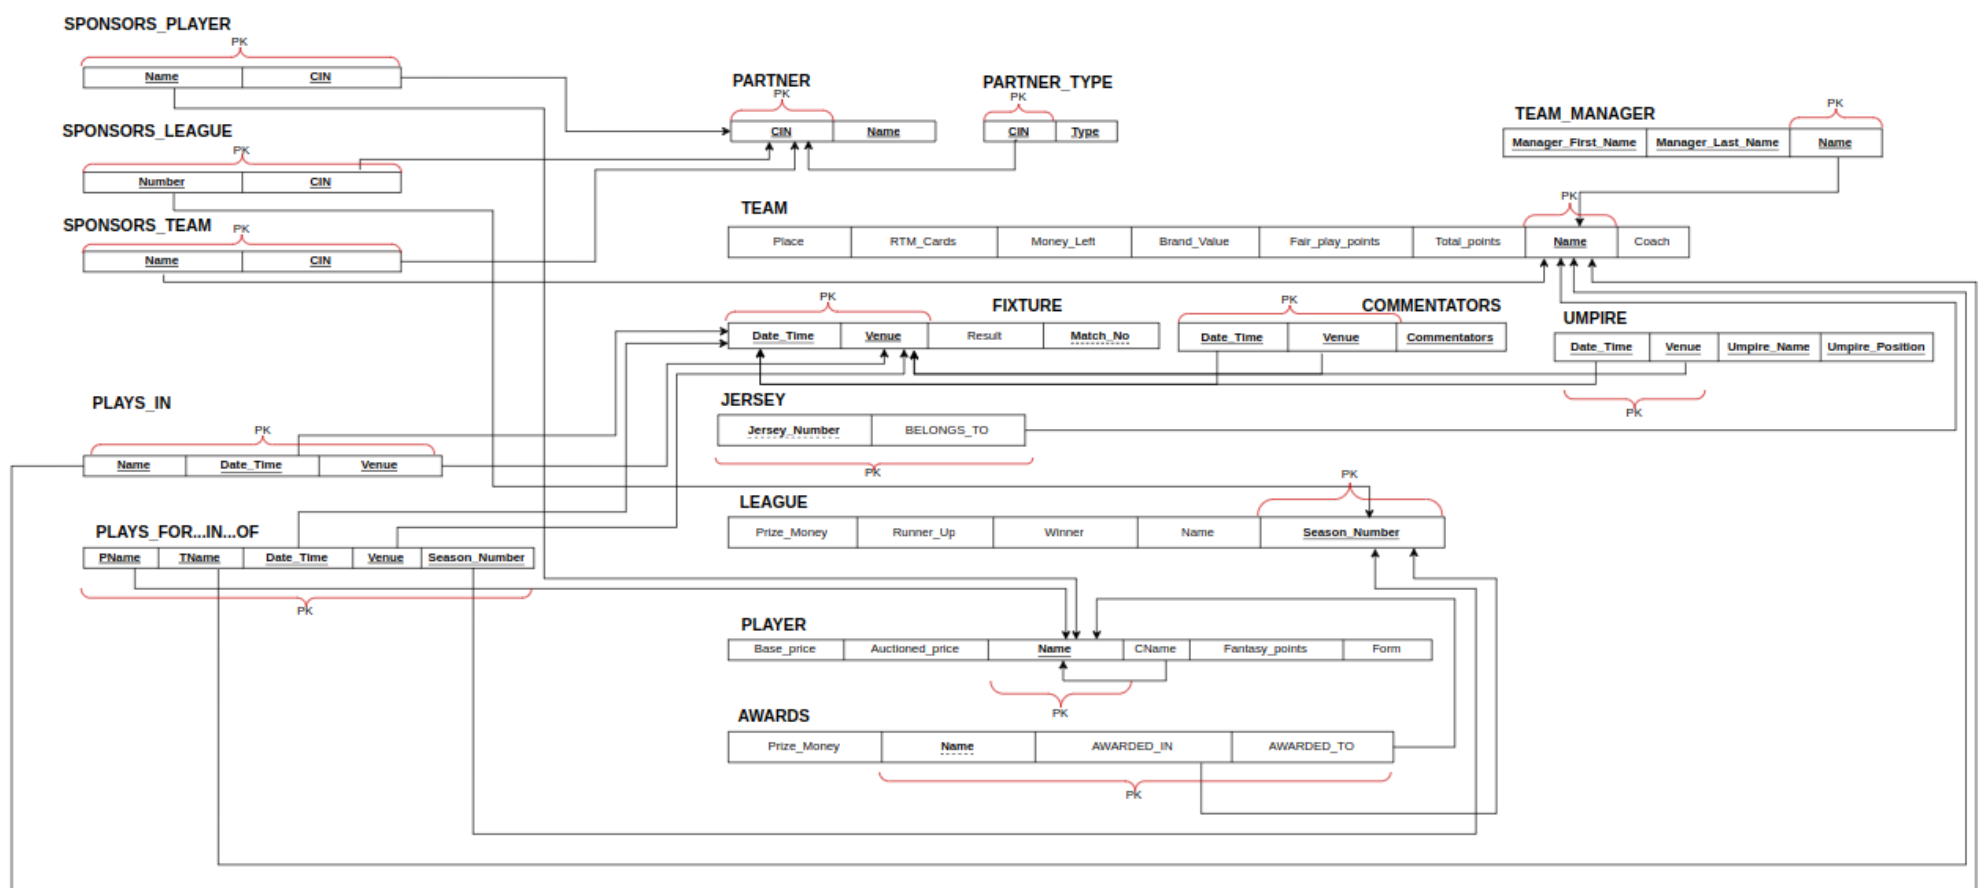 SPONSORS_PLAYER
PK
Name CIN
SPONSORS_LEAGUE
PK
Number CIN
SPONSORS_TEAM
PK
Name CIN
PARTNER
PK
CIN Name
PARTNER_TYPE
PK
CIN Type
TEAM_MANAGER
PK
Manager_First_Name Manager_Last_Name Name
TEAM
PK
Place RTM_Cards Money_Left Brand_Value Fair_play_points Total_points Name Coach
FIXTURE
PK
Date_Time Venue Result Match_No
COMMENTATORS
PK
Date_Time Venue Commentators
UMPIRE
Date_Time Venue Umpire_Name Umpire_Position
PK
JERSEY
Jersey_Number BELONGS_TO
PK
PLAYS_IN
PK
Name Date_Time Venue
LEAGUE
PK
Prize_Money Runner_Up Winner Name Season_Number
PLAYS_FOR...IN...OF
PName TName Date_Time Venue Season_Number
PK
PLAYER
Base_price Auctioned_price Name CName Fantasy_points Form
PK
AWARDS
Prize_Money Name AWARDED_IN AWARDED_TO
PK